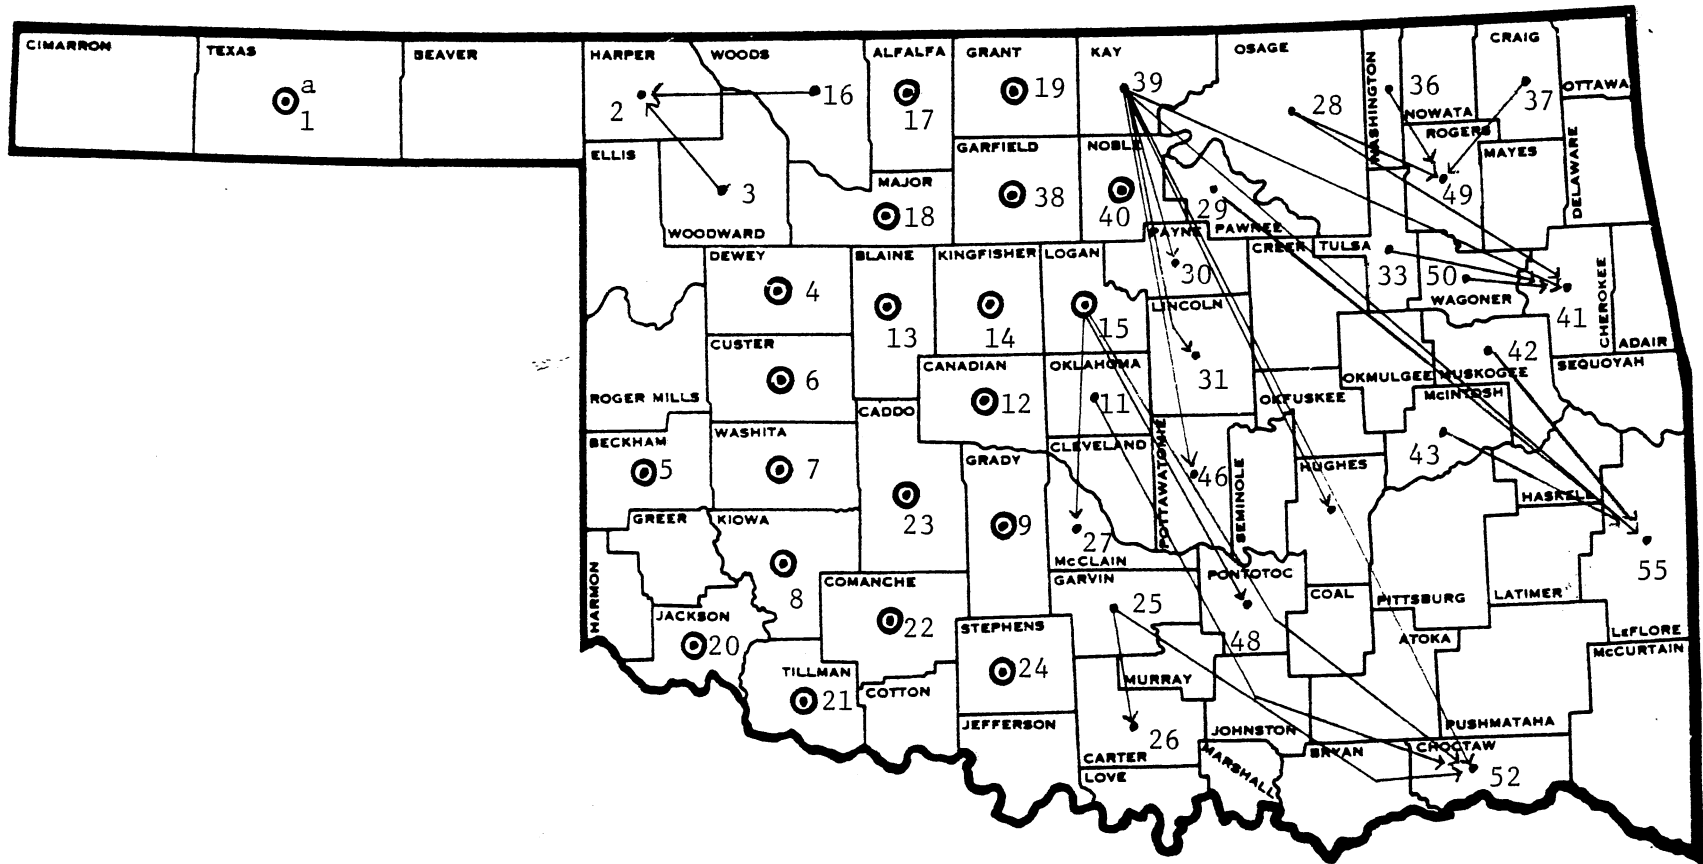 CIMARRON
TEXAS
BEAVER
HARPER
WOODS
ALFALFA
GRANT
KAY
OSAGE
WASHINGTON
NOWATA
CRAIG
OTTAWA
a
1
2
16
17
19
39
28
36
37
ROGERS
MAYES
DELAWARE
ELLIS
3
WOODWARD
MAJOR
18
GARFIELD
38
NOBLE
40
29
PAWNEE
49
PAYNE
30
CREEK
TULSA
33
50
WAGONER
41
CHEROKEE
ADAIR
DEWEY
4
BLAINE
13
KINGFISHER
14
LOGAN
15
LINCOLN
31
CUSTER
6
ROGER MILLS
CANADIAN
12
OKLAHOMA
11
OKMULGEE
MUSKOGEE
42
SEQUOYAH
OKFUSKEE
McINTOSH
43
BECKHAM
5
WASHITA
7
CADDO
23
GRADY
9
CLEVELAND
POTTAWATOMIE
46
SEMINOLE
HUGHES
HASKELL
GREER
KIOWA
8
27
McCLAIN
55
HARMON
JACKSON
20
COMANCHE
22
GARVIN
25
PONTOTOC
48
COAL
PITTSBURG
LATIMER
LeFLORE
ATOKA
McCURTAIN
TILLMAN
21
COTTON
STEPHENS
24
JEFFERSON
MURRAY
26
CARTER
LOVE
JOHNSTON
MARSHALL
BRYAN
PUSHMATAHA
CHOCTAW
52